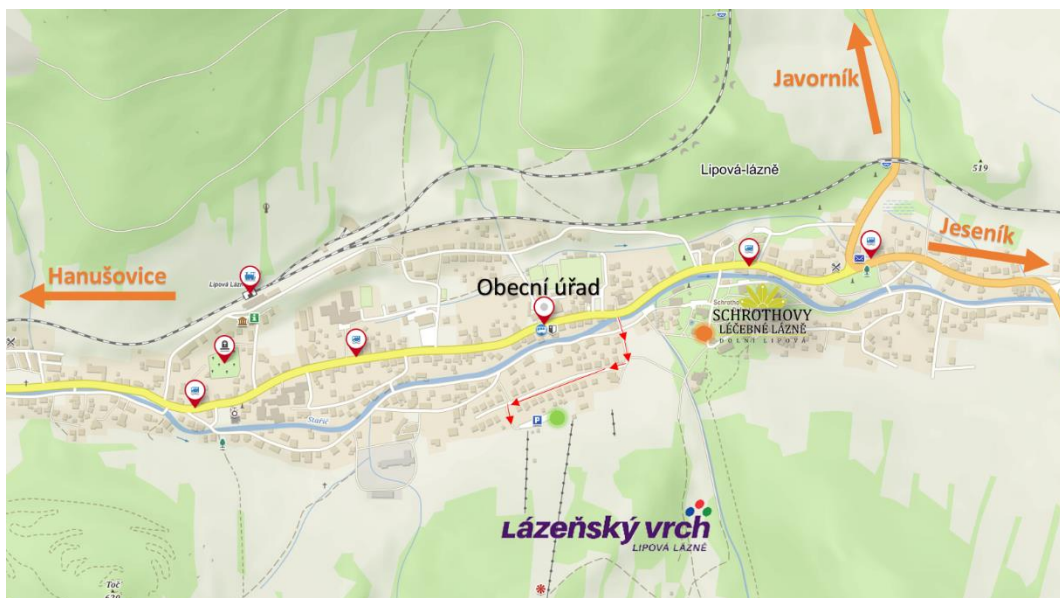 Javorník
Lipová-lázně
519
Jeseník
Hanušovice
Lipová Lázně
Obecní úřad
SCHROTHOVY
LÉČEBNÉ LÁZNĚ
DOLNÍ LIPOVÁ
Staříč
P
Lázeňský vrch
LIPOVÁ LÁZNĚ
Toč